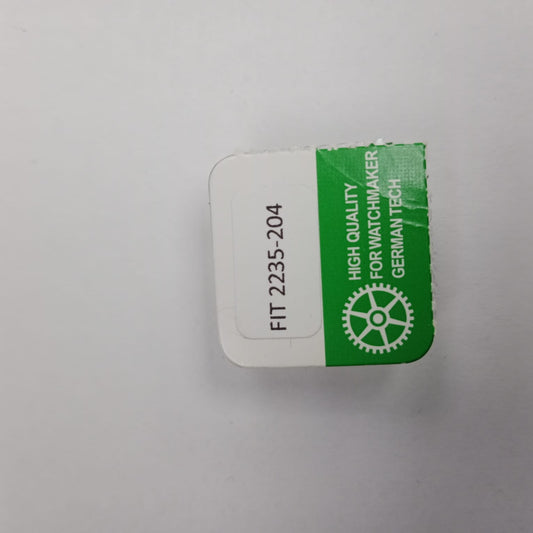 FIT 2235-204
HIGH QUALITY
FOR WATCHMAKER
GERMAN TECH